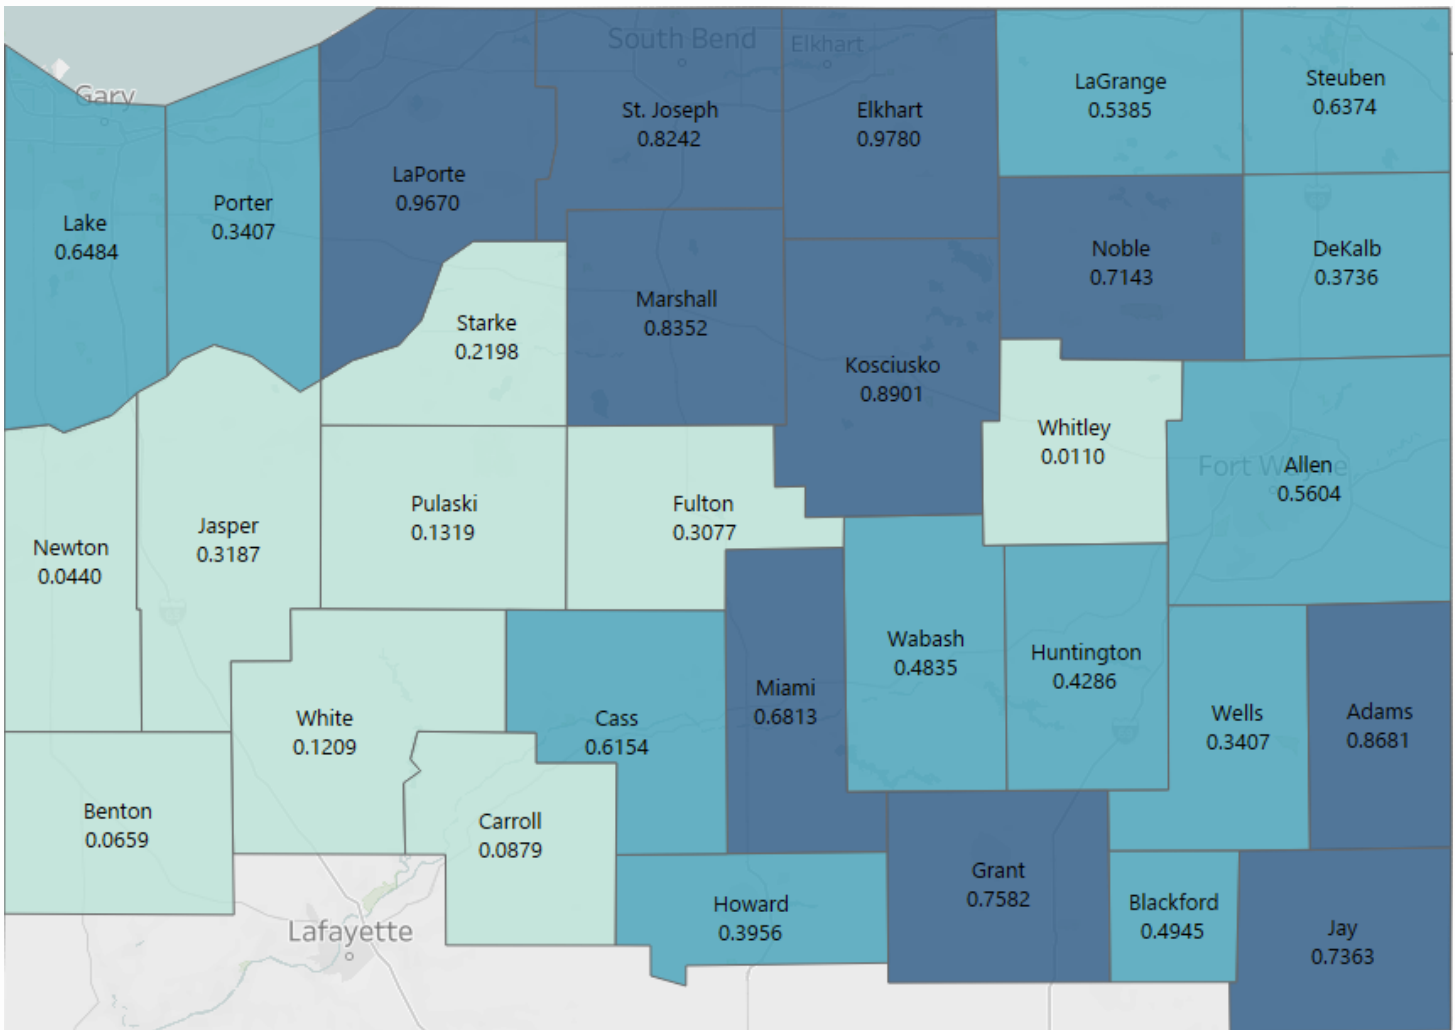 South Bend
Elkhart
Gary
LaGrange
0.5385
Steuben
0.6374
St. Joseph
0.8242
Elkhart
0.9780
LaPorte
0.9670
Porter
0.3407
Lake
0.6484
Noble
0.7143
DeKalb
0.3736
Marshall
0.8352
Starke
0.2198
Kosciusko
0.8901
Whitley
0.0110
Fort Wayne
Allen
0.5604
Pulaski
0.1319
Fulton
0.3077
Jasper
0.3187
Newton
0.0440
Wabash
0.4835
Huntington
0.4286
Miami
0.6813
White
0.1209
Cass
0.6154
Wells
0.3407
Adams
0.8681
Benton
0.0659
Carroll
0.0879
Grant
0.7582
Howard
0.3956
Blackford
0.4945
Lafayette
Jay
0.7363